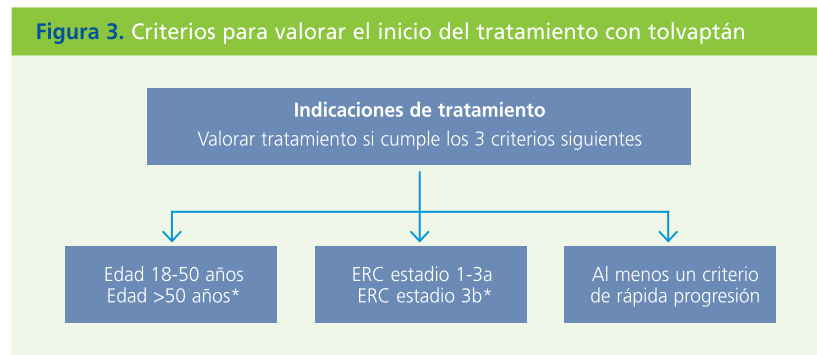 Figura 3. Criterios para valorar el inicio del tratamiento con tolvaptán
Indicaciones de tratamiento
Valorar tratamiento si cumple los 3 criterios siguientes
Edad 18-50 años
Edad >50 años*
ERC estadio 1-3a
ERC estadio 3b*
Al menos un criterio
de rápida progresión